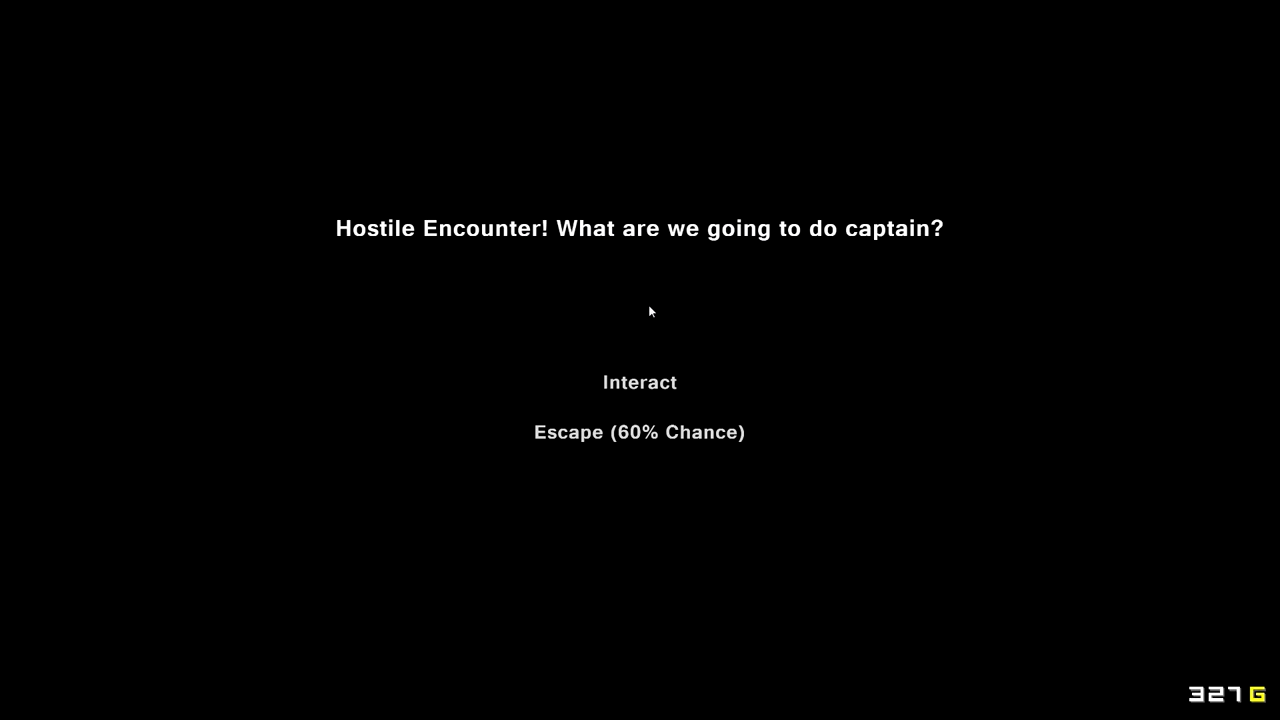 Hostile Encounter! What are we going to do captain?
Interact
Escape (60% Chance)
327 G